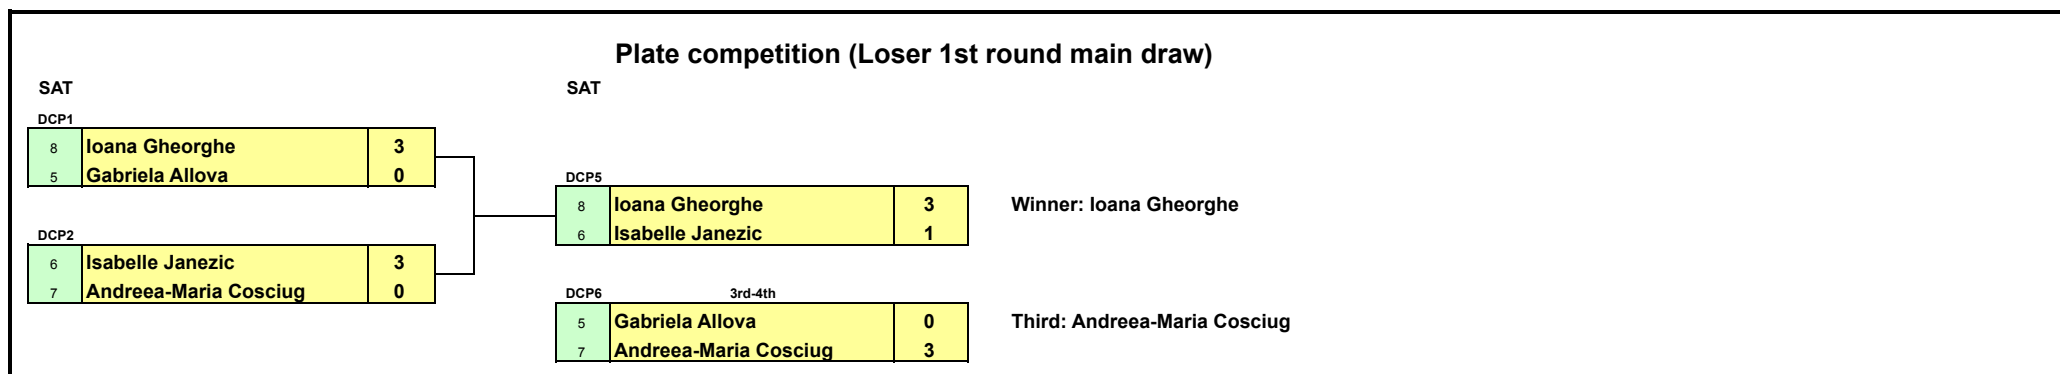 Plate competition (Loser 1st round main draw)
SAT SAT
DCP1
8 Ioana Gheorghe 3
5 Gabriela Allova 0
DCP2
6 Isabelle Janezic 3
7 Andreea-Maria Cosciug 0
DCP5
8 Ioana Gheorghe 3 Winner: Ioana Gheorghe
6 Isabelle Janezic 1
DCP6 3rd-4th
5 Gabriela Allova 0 Third: Andreea-Maria Cosciug
7 Andreea-Maria Cosciug 3